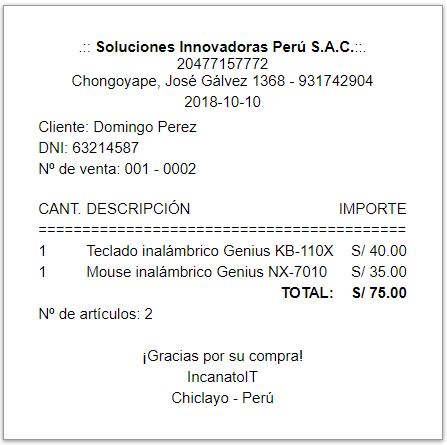 .:: Soluciones Innovadoras Perú S.A.C.::.
20477157772
Chongoyape, José Gálvez 1368 - 931742904
2018-10-10
Cliente: Domingo Perez
DNI: 63214587
Nº de venta: 001 - 0002
CANT. DESCRIPCIÓN IMPORTE
==========================================
1 Teclado inalámbrico Genius KB-110X S/ 40.00
1 Mouse inalámbrico Genius NX-7010 S/ 35.00
TOTAL: S/ 75.00
Nº de artículos: 2
¡Gracias por su compra!
IncanatoIT
Chiclayo - Perú